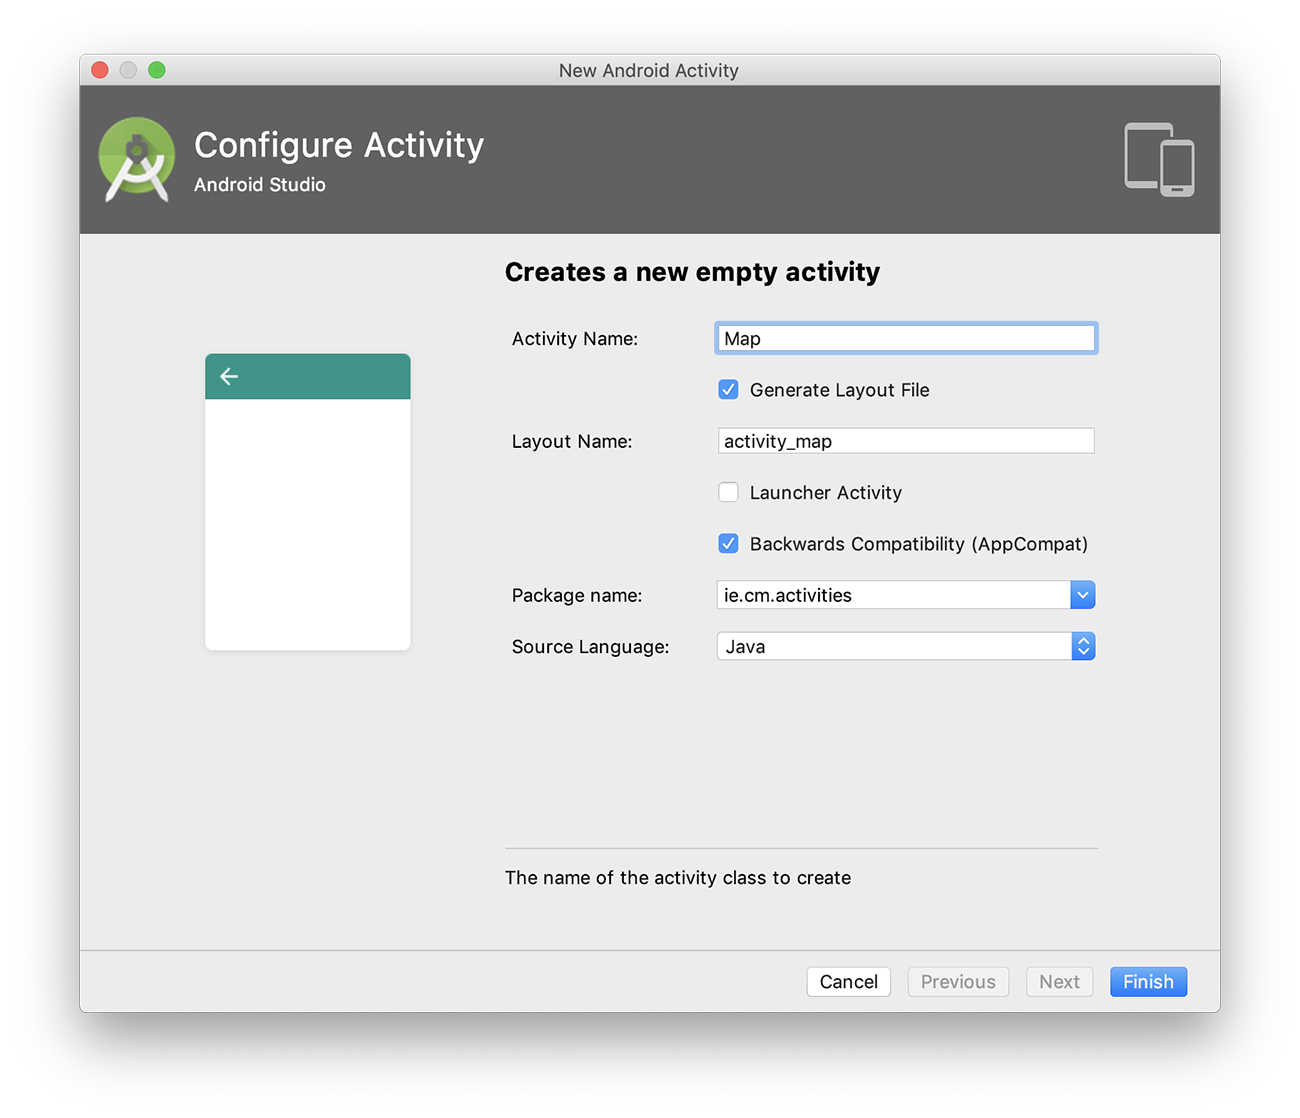 New Android Activity
Configure Activity
Android Studio
Creates a new empty activity
Activity Name: Map
Generate Layout File
Layout Name: activity_map
Launcher Activity
Backwards Compatibility (AppCompat)
Package name: ie.cm.activities
Source Language: Java
The name of the activity class to create
Cancel Previous Next Finish